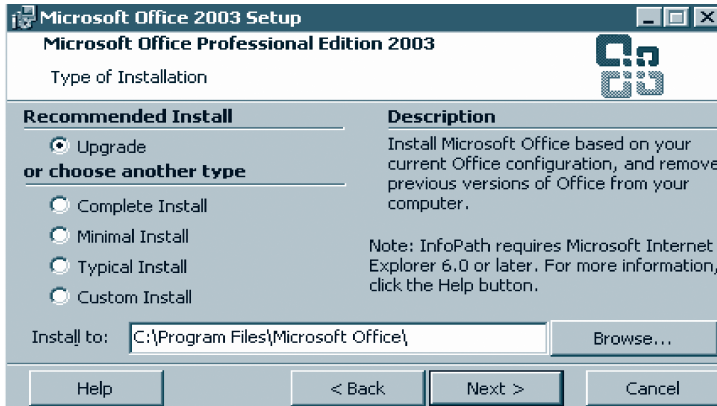 Microsoft Office 2003 Setup
Microsoft Office Professional Edition 2003
Type of Installation
Recommended Install
Upgrade
or choose another type
Complete Install
Minimal Install
Typical Install
Custom Install
Description
Install Microsoft Office based on your
current Office configuration, and remove
previous versions of Office from your
computer.
Note: InfoPath requires Microsoft Internet
Explorer 6.0 or later. For more information,
click the Help button.
Install to: C:\Program Files\Microsoft Office\ Browse...
Help < Back Next > Cancel